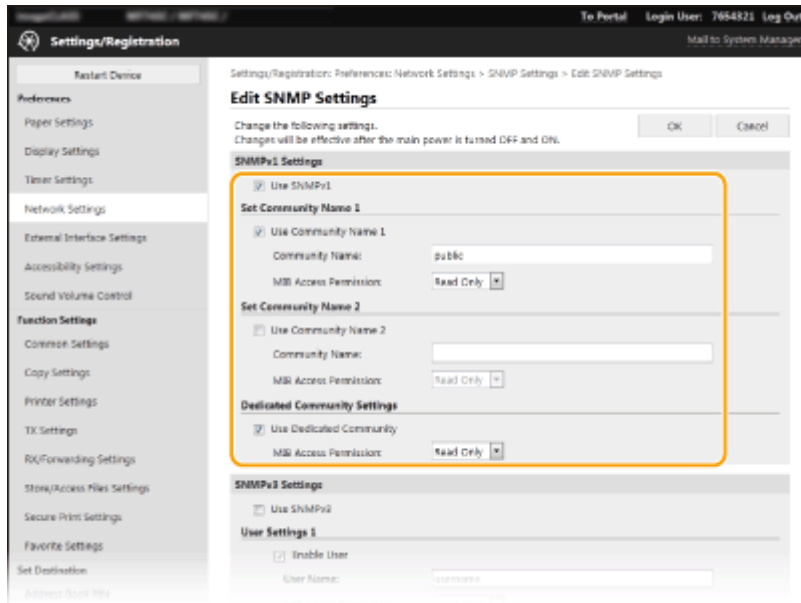 To Portal Login User: 7654321 Log Out
Settings/Registration
Mail to System Manager
Restart Device
Preferences
Paper Settings
Display Settings
Timer Settings
Network Settings
External Interface Settings
Accessibility Settings
Sound Volume Control
Function Settings
Common Settings
Copy Settings
Printer Settings
TX Settings
RX/Forwarding Settings
Store/Access Files Settings
Secure Print Settings
Favorite Settings
Set Destination
Address Book PIN
Settings/Registration: Preferences: Network Settings > SNMP Settings > Edit SNMP Settings
Edit SNMP Settings
Change the following settings.
Changes will be effective after the main power is turned OFF and ON.
OK Cancel
SNMPv1 Settings
Use SNMPv1
Set Community Name 1
Use Community Name 1
Community Name: public
MIB Access Permission: Read Only
Set Community Name 2
Use Community Name 2
Community Name:
MIB Access Permission: Read Only
Dedicated Community Settings
Use Dedicated Community
MIB Access Permission: Read Only
SNMPv3 Settings
Use SNMPv3
User Settings 1
Enable User
User Name: username